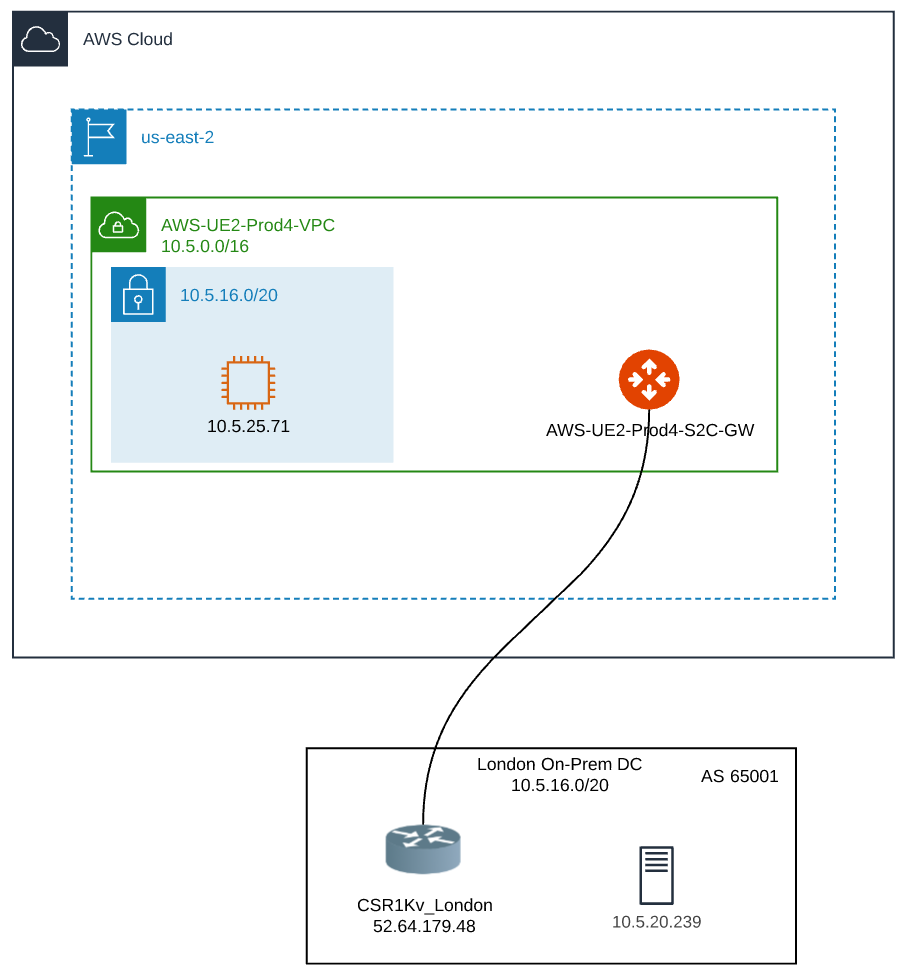 AWS Cloud
us-east-2
AWS-UE2-Prod4-VPC
10.5.0.0/16
10.5.16.0/20
10.5.25.71
AWS-UE2-Prod4-S2C-GW
London On-Prem DC
10.5.16.0/20
AS 65001
CSR1Kv_London
52.64.179.48
10.5.20.239